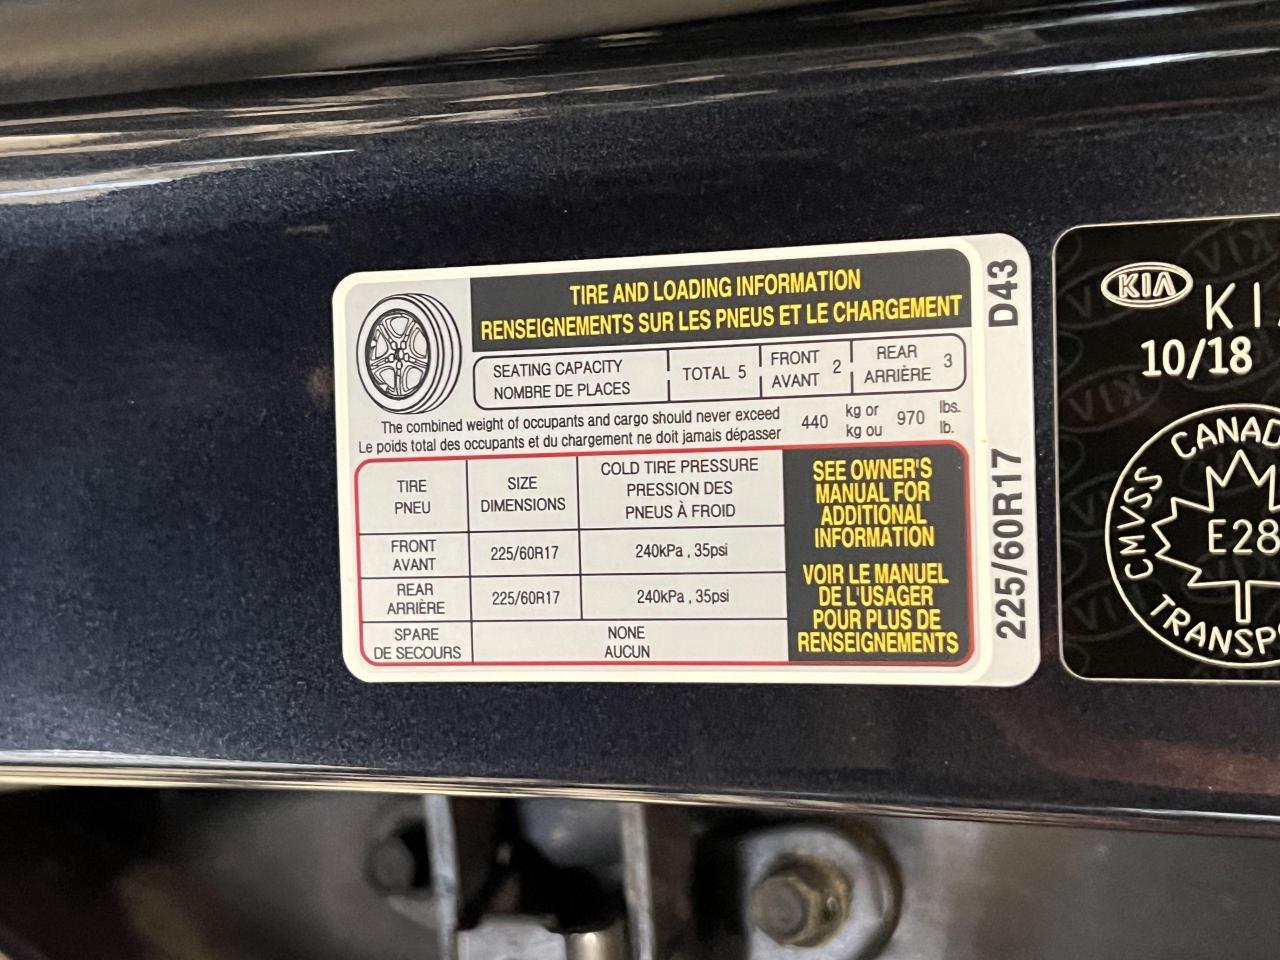 TIRE AND LOADING INFORMATION
RENSEIGNEMENTS SUR LES PNEUS ET LE CHARGEMENT
SEATING CAPACITY
NOMBRE DE PLACES
TOTAL 5
FRONT
AVANT
2
REAR
ARRIÈRE
3
The combined weight of occupants and cargo should never exceed
Le poids total des occupants et du chargement ne doit jamais dépasser
440
kg or
kg ou
970
lbs.
lb.
TIRE
PNEU
SIZE
DIMENSIONS
COLD TIRE PRESSURE
PRESSION DES
PNEUS À FROID
FRONT
AVANT
225/60R17
240kPa , 35psi
REAR
ARRIÈRE
225/60R17
240kPa , 35psi
SPARE
DE SECOURS
NONE
AUCUN
SEE OWNER'S
MANUAL FOR
ADDITIONAL
INFORMATION
VOIR LE MANUEL
DE L'USAGER
POUR PLUS DE
RENSEIGNEMENTS
D43
225/60R17
KIA
10/18
CMVSS
E28